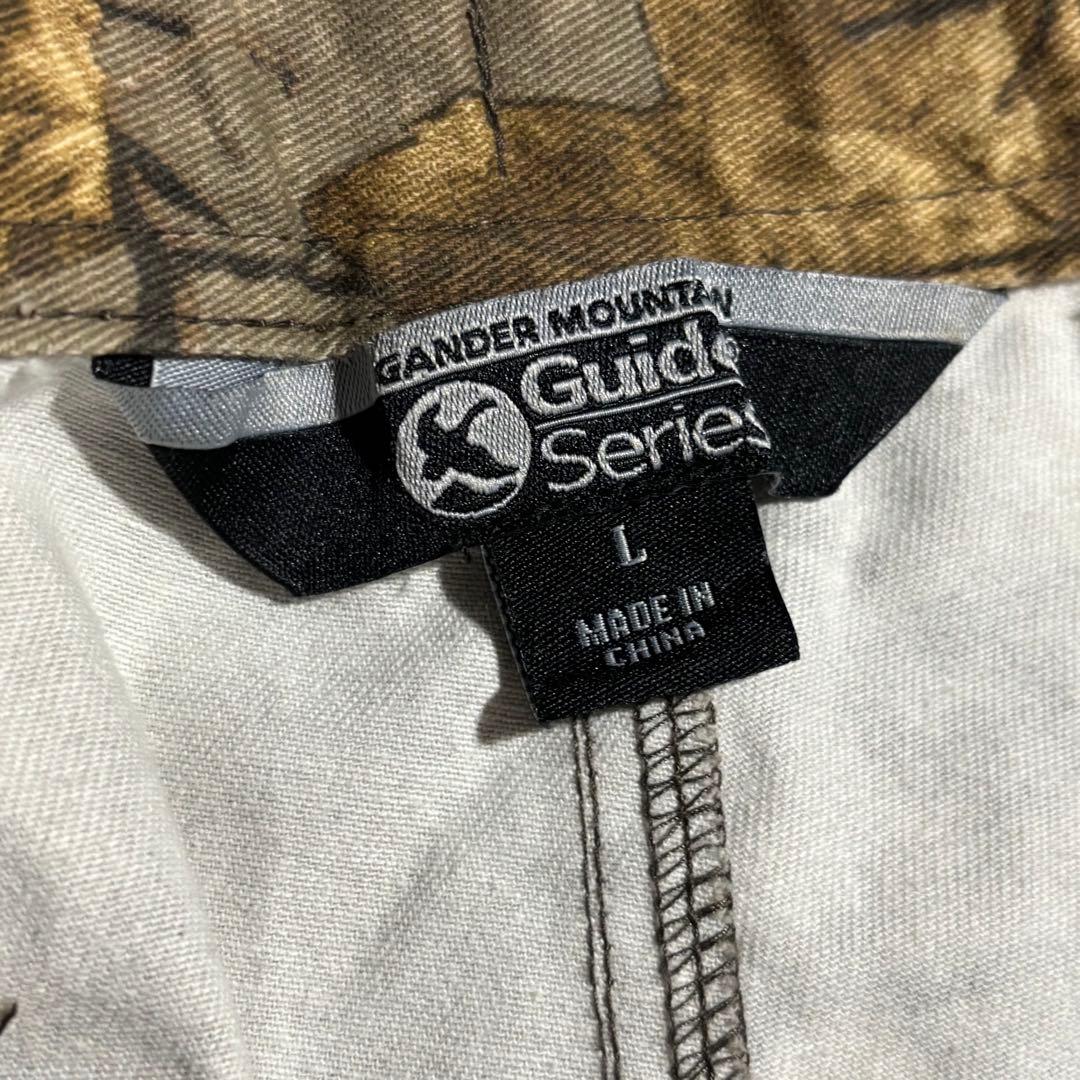 GANDER MOUNTAIN
Guide
Series
L
MADE IN
CHINA